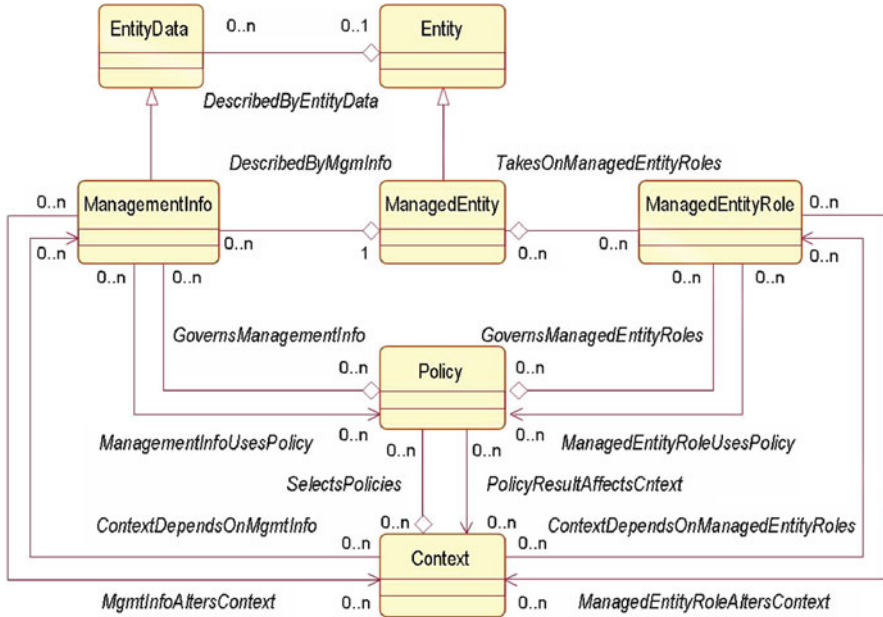 EntityData 0..n 0..1 Entity
DescribedByEntityData
DescribedByMgmInfo TakesOnManagedEntityRoles
0..n ManagementInfo ManagedEntity ManagedEntityRole 0..n
0..n 0..n 1 0..n 0..n 0..n
0..n 0..n 0..n 0..n
GovernsManagementInfo GovernsManagedEntityRoles
0..n Policy 0..n
ManagementInfoUsesPolicy 0..n 0..n ManagedEntityRoleUsesPolicy
0..n 0..n
SelectsPolicies PolicyResultAffectsCntext
ContextDependsOnMgmtInfo 0..n 0..n ContextDependsOnManagedEntityRoles
0..n Context 0..n
MgmtInfoAltersContext 0..n 0..n ManagedEntityRoleAltersContext